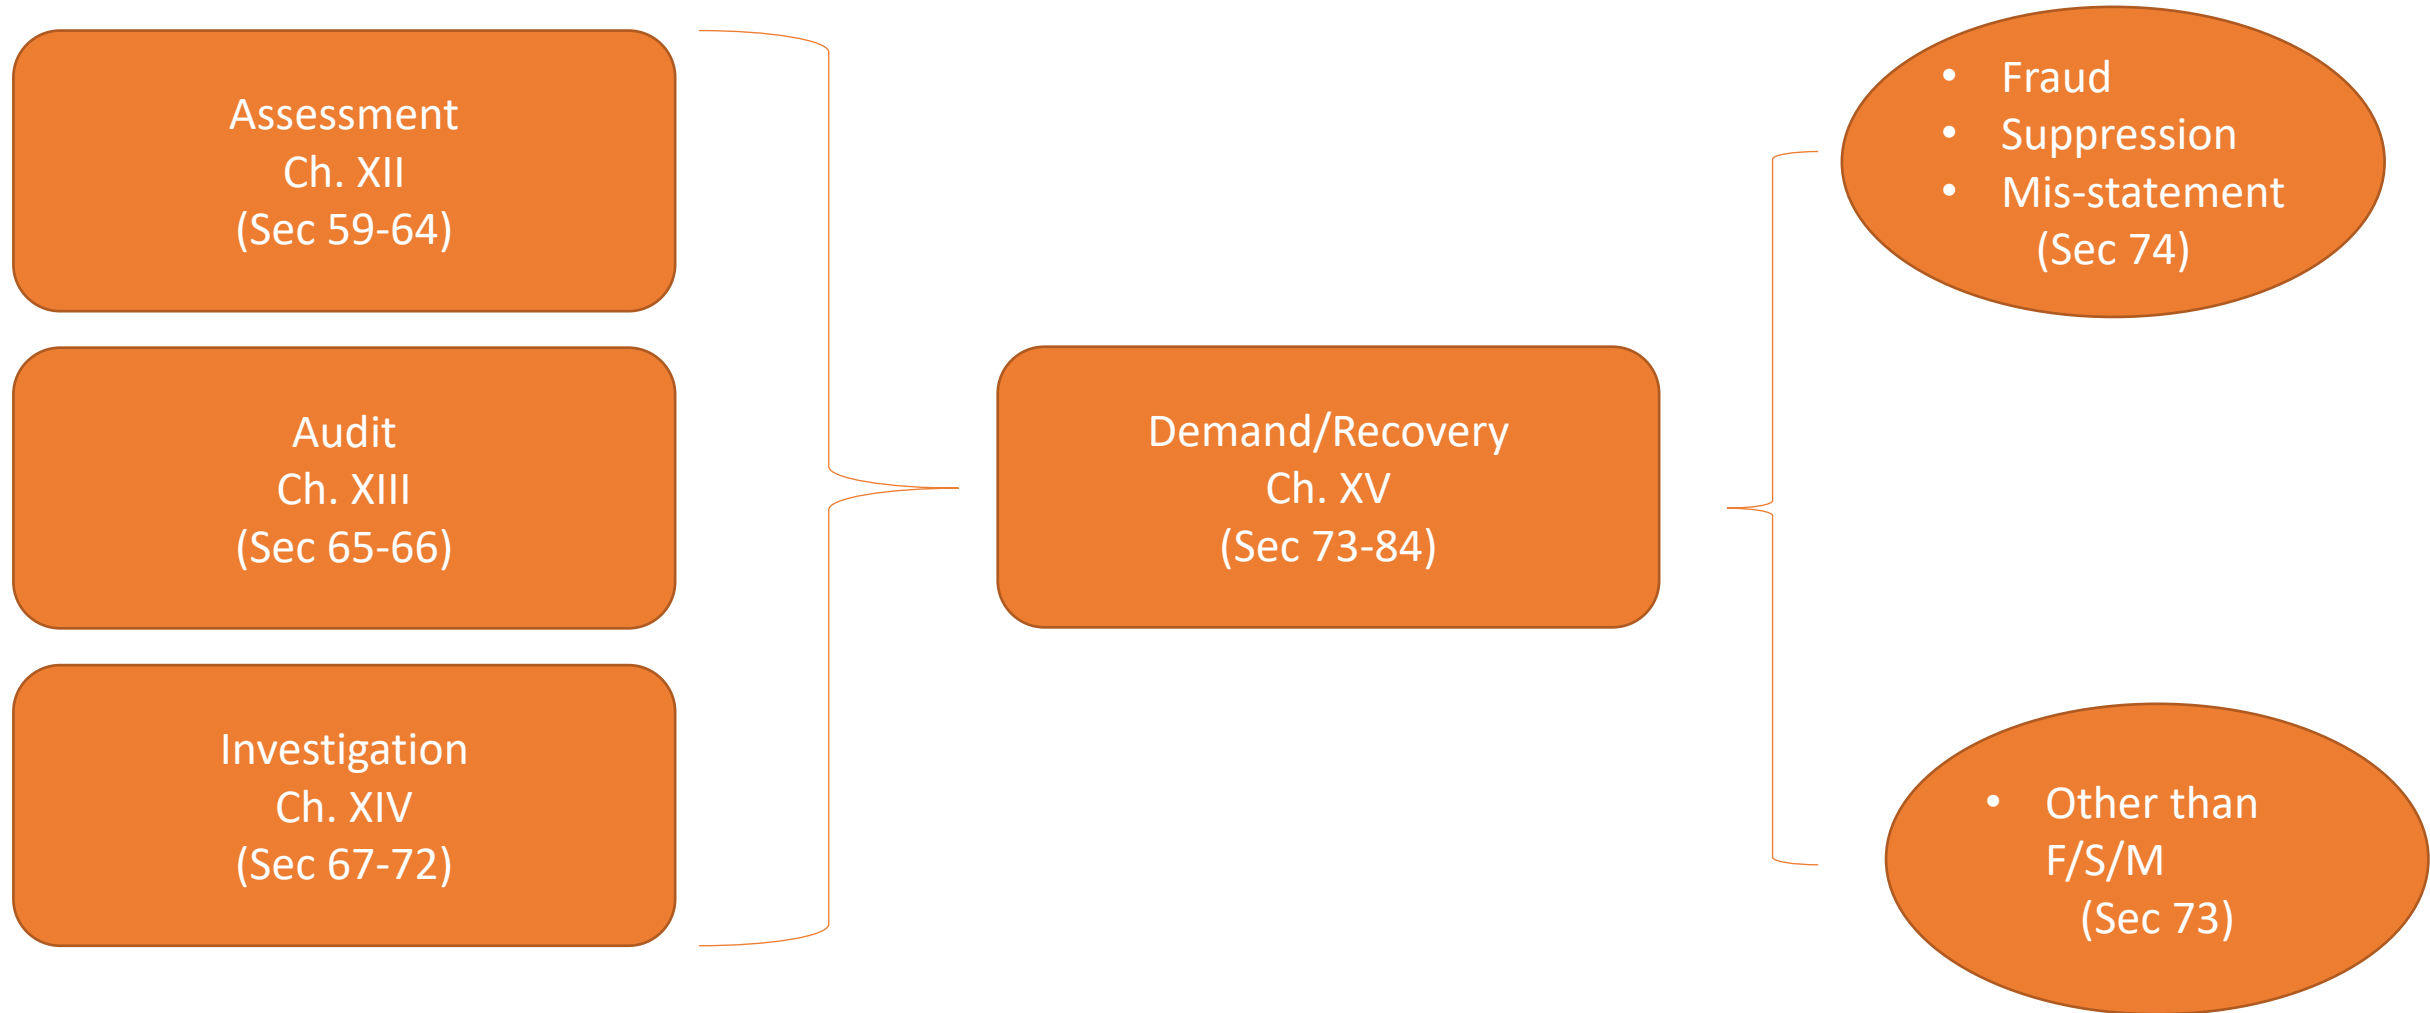 Assessment
Ch. XII
(Sec 59-64)
Audit
Ch. XIII
(Sec 65-66)
Investigation
Ch. XIV
(Sec 67-72)
Demand/Recovery
Ch. XV
(Sec 73-84)
• Fraud
• Suppression
• Mis-statement
(Sec 74)
• Other than
F/S/M
(Sec 73)